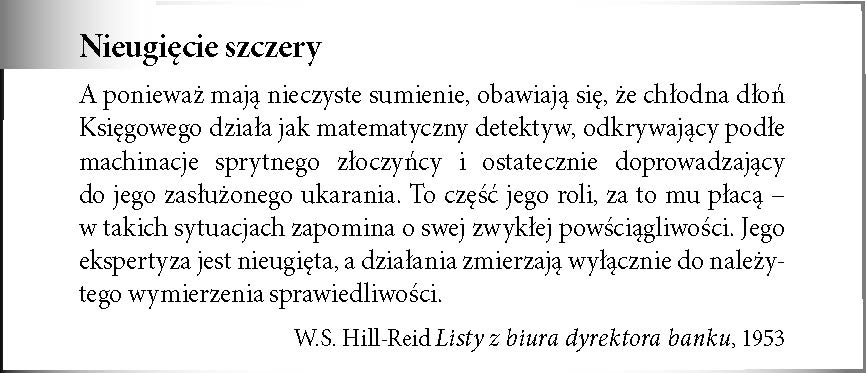 Nieugięcie szczery
A ponieważ mają nieczyste sumienie, obawiają się, że chłodna dłoń
Księgowego działa jak matematyczny detektyw, odkrywający podłe
machinacje sprytnego złoczyńcy i ostatecznie doprowadzający
do jego zasłużonego ukarania. To część jego roli, za to mu płacą –
w takich sytuacjach zapomina o swej zwykłej powściągliwości. Jego
ekspertyza jest nieugięta, a działania zmierzają wyłącznie do należy-
tego wymierzenia sprawiedliwości.
W.S. Hill-Reid Listy z biura dyrektora banku, 1953